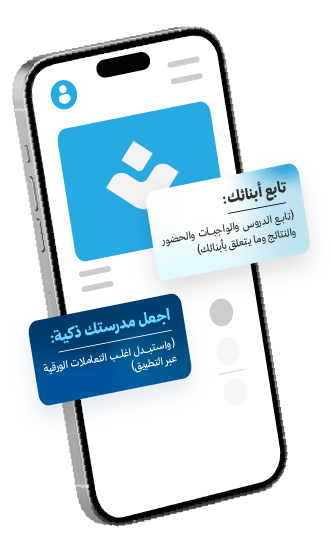 تابع أبنائك:
(تابع الدروس والواجبات والحضور
والنتائج وما يتعلق بأبنائك)
اجعل مدرستك ذكية:
(واستبدل اغلب التعاملات الورقية
عبر التطبيق)